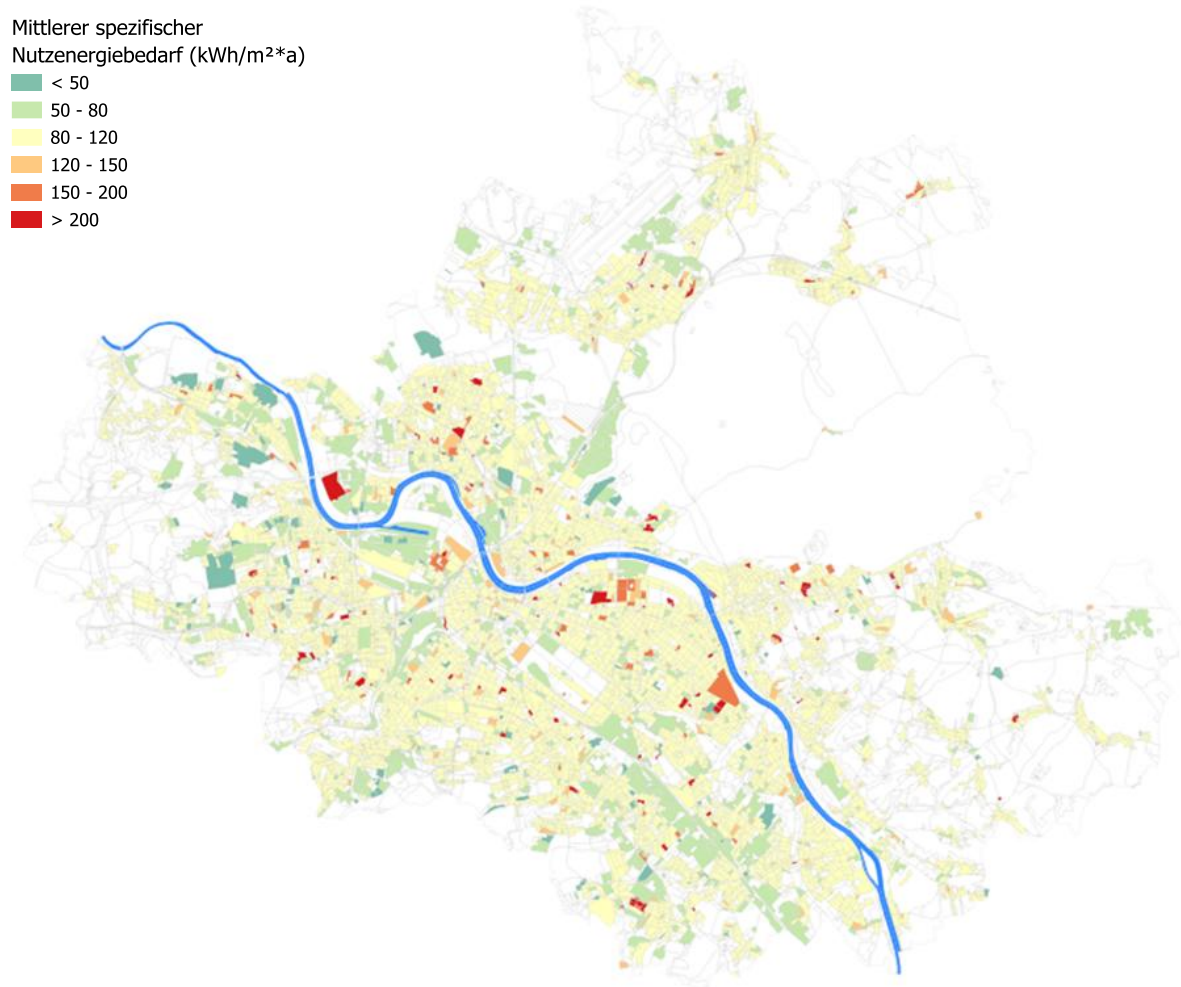 Mittlerer spezifischer
Nutzenergiebedarf (kWh/m²*a)
< 50
50 - 80
80 - 120
120 - 150
150 - 200
> 200